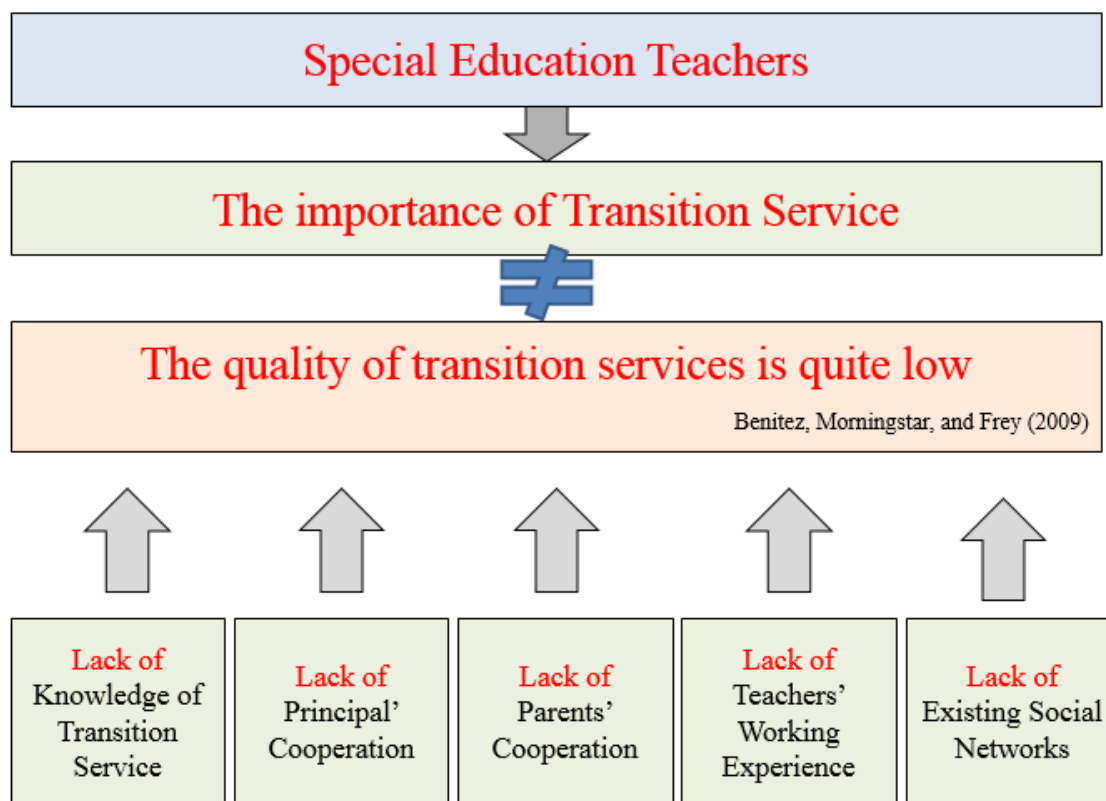 Special Education Teachers
The importance of Transition Service
≠
The quality of transition services is quite low
Benitez, Morningstar, and Frey (2009)
Lack of
Knowledge of
Transition
Service
Lack of
Principal’
Cooperation
Lack of
Parents’
Cooperation
Lack of
Teachers’
Working
Experience
Lack of
Existing Social
Networks